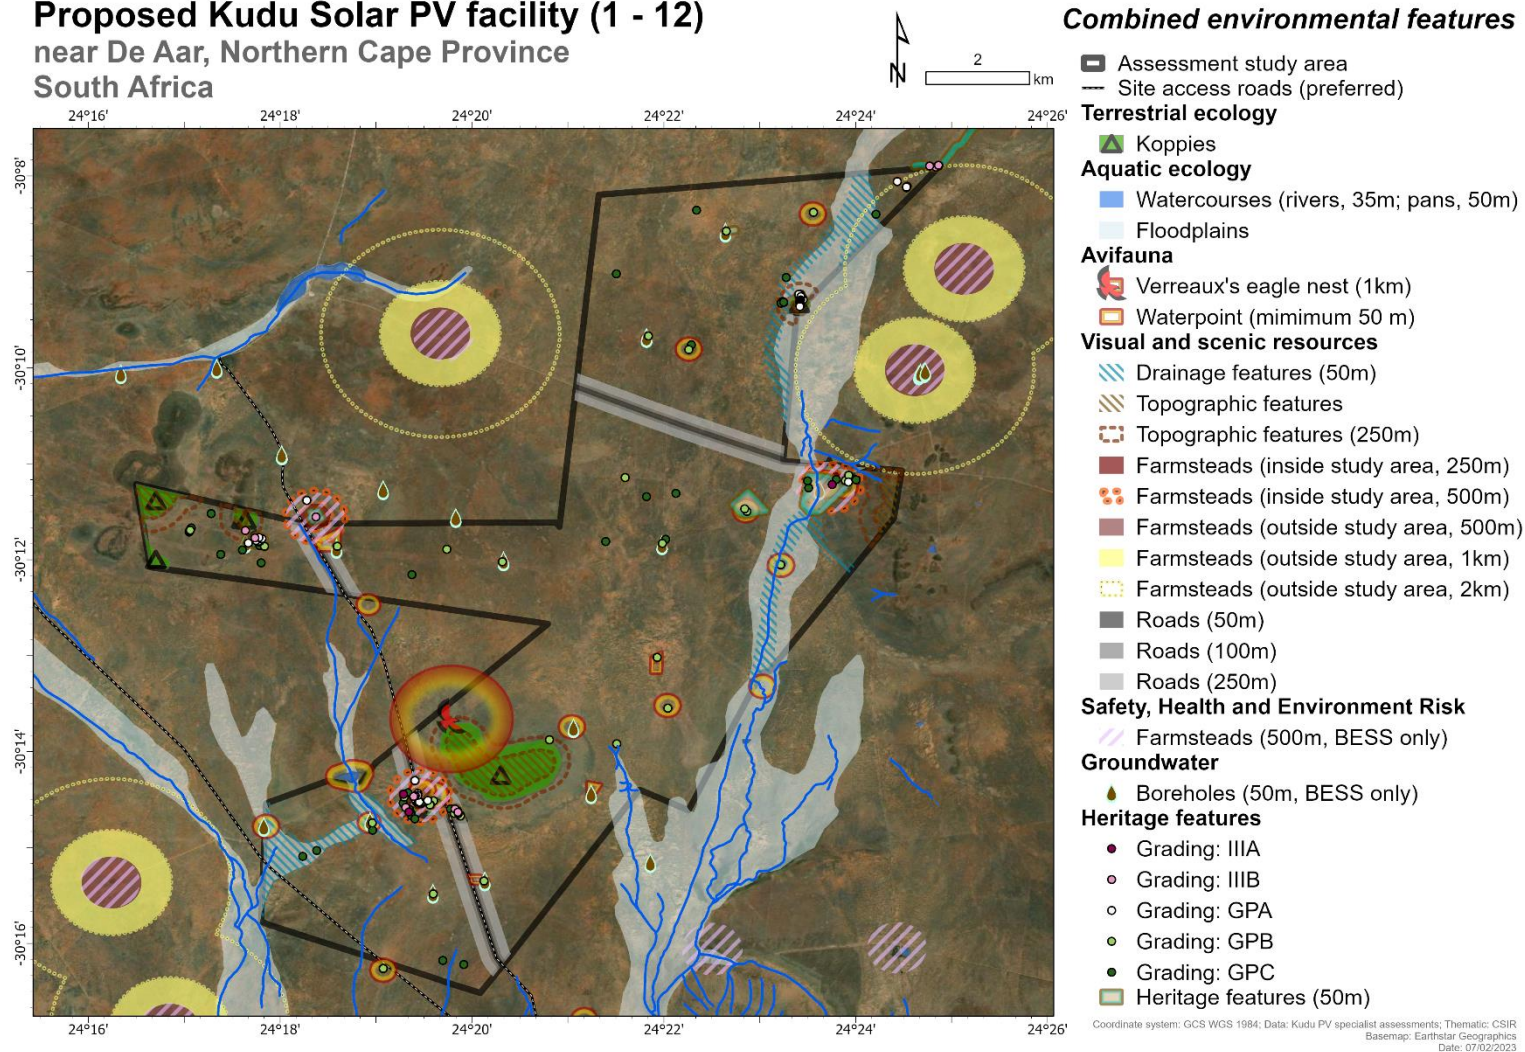 Proposed Kudu Solar PV facility (1 - 12)
near De Aar, Northern Cape Province
South Africa
N
2
km
24°16' 24°18' 24°20' 24°22' 24°24' 24°26'
-30°8'
-30°10'
-30°12'
-30°14'
-30°16'
24°16' 24°18' 24°20' 24°22' 24°24' 24°26'
Combined environmental features
Assessment study area
Site access roads (preferred)
Terrestrial ecology
Koppies
Aquatic ecology
Watercourses (rivers, 35m; pans, 50m)
Floodplains
Avifauna
Verreaux's eagle nest (1km)
Waterpoint (mimimum 50 m)
Visual and scenic resources
Drainage features (50m)
Topographic features
Topographic features (250m)
Farmsteads (inside study area, 250m)
Farmsteads (inside study area, 500m)
Farmsteads (outside study area, 500m)
Farmsteads (outside study area, 1km)
Farmsteads (outside study area, 2km)
Roads (50m)
Roads (100m)
Roads (250m)
Safety, Health and Environment Risk
Farmsteads (500m, BESS only)
Groundwater
Boreholes (50m, BESS only)
Heritage features
Grading: IIIA
Grading: IIIB
Grading: GPA
Grading: GPB
Grading: GPC
Heritage features (50m)
Coordinate system: GCS WGS 1984; Data: Kudu PV specialist assessments; Thematic: CSIR
Basemap: Earthstar Geographics
Date: 07/02/2023